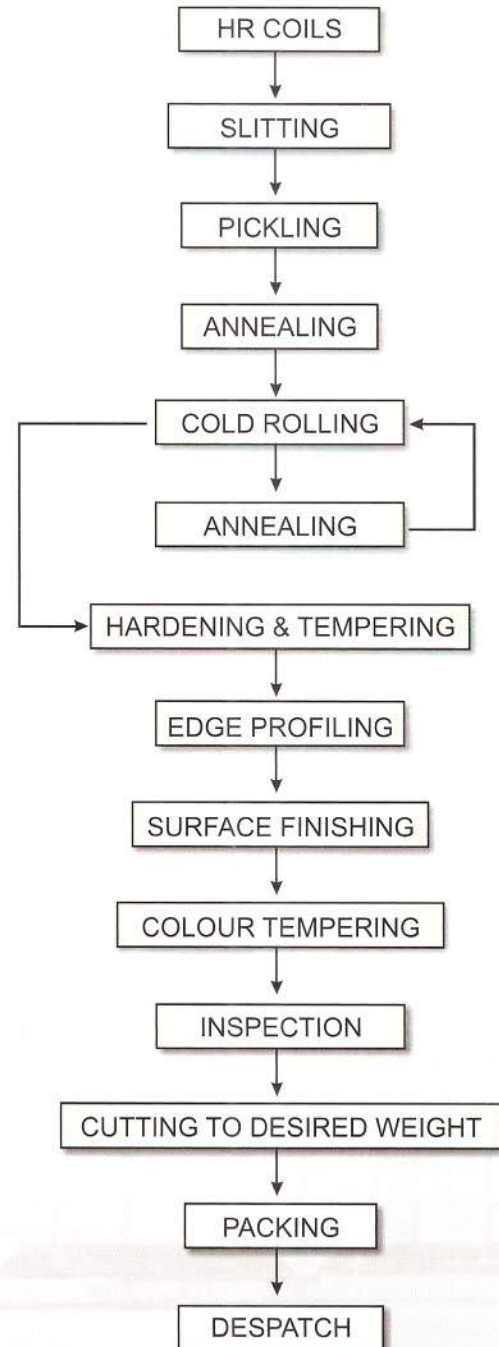 HR COILS
SLITTING
PICKLING
ANNEALING
COLD ROLLING
ANNEALING
HARDENING & TEMPERING
EDGE PROFILING
SURFACE FINISHING
COLOUR TEMPERING
INSPECTION
CUTTING TO DESIRED WEIGHT
PACKING
DESPATCH